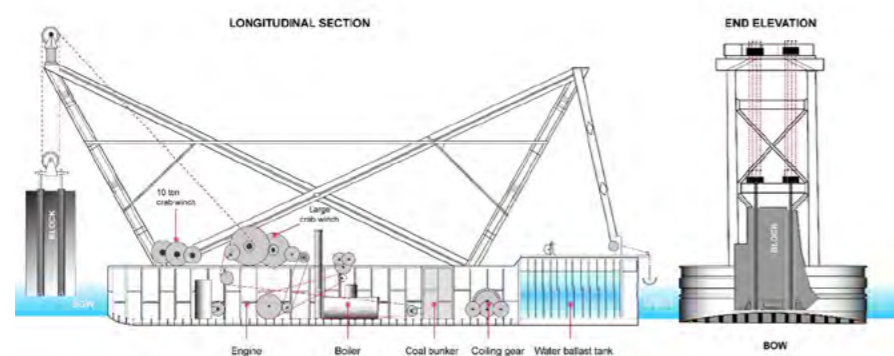 LONGITUDINAL SECTION
END ELEVATION
10 ton
crab-winch
Large
crab-winch
BLOCK
BLOCK
BOW
Engine
Boiler
Coal bunker
Coiling gear
Water ballast tank
BOW